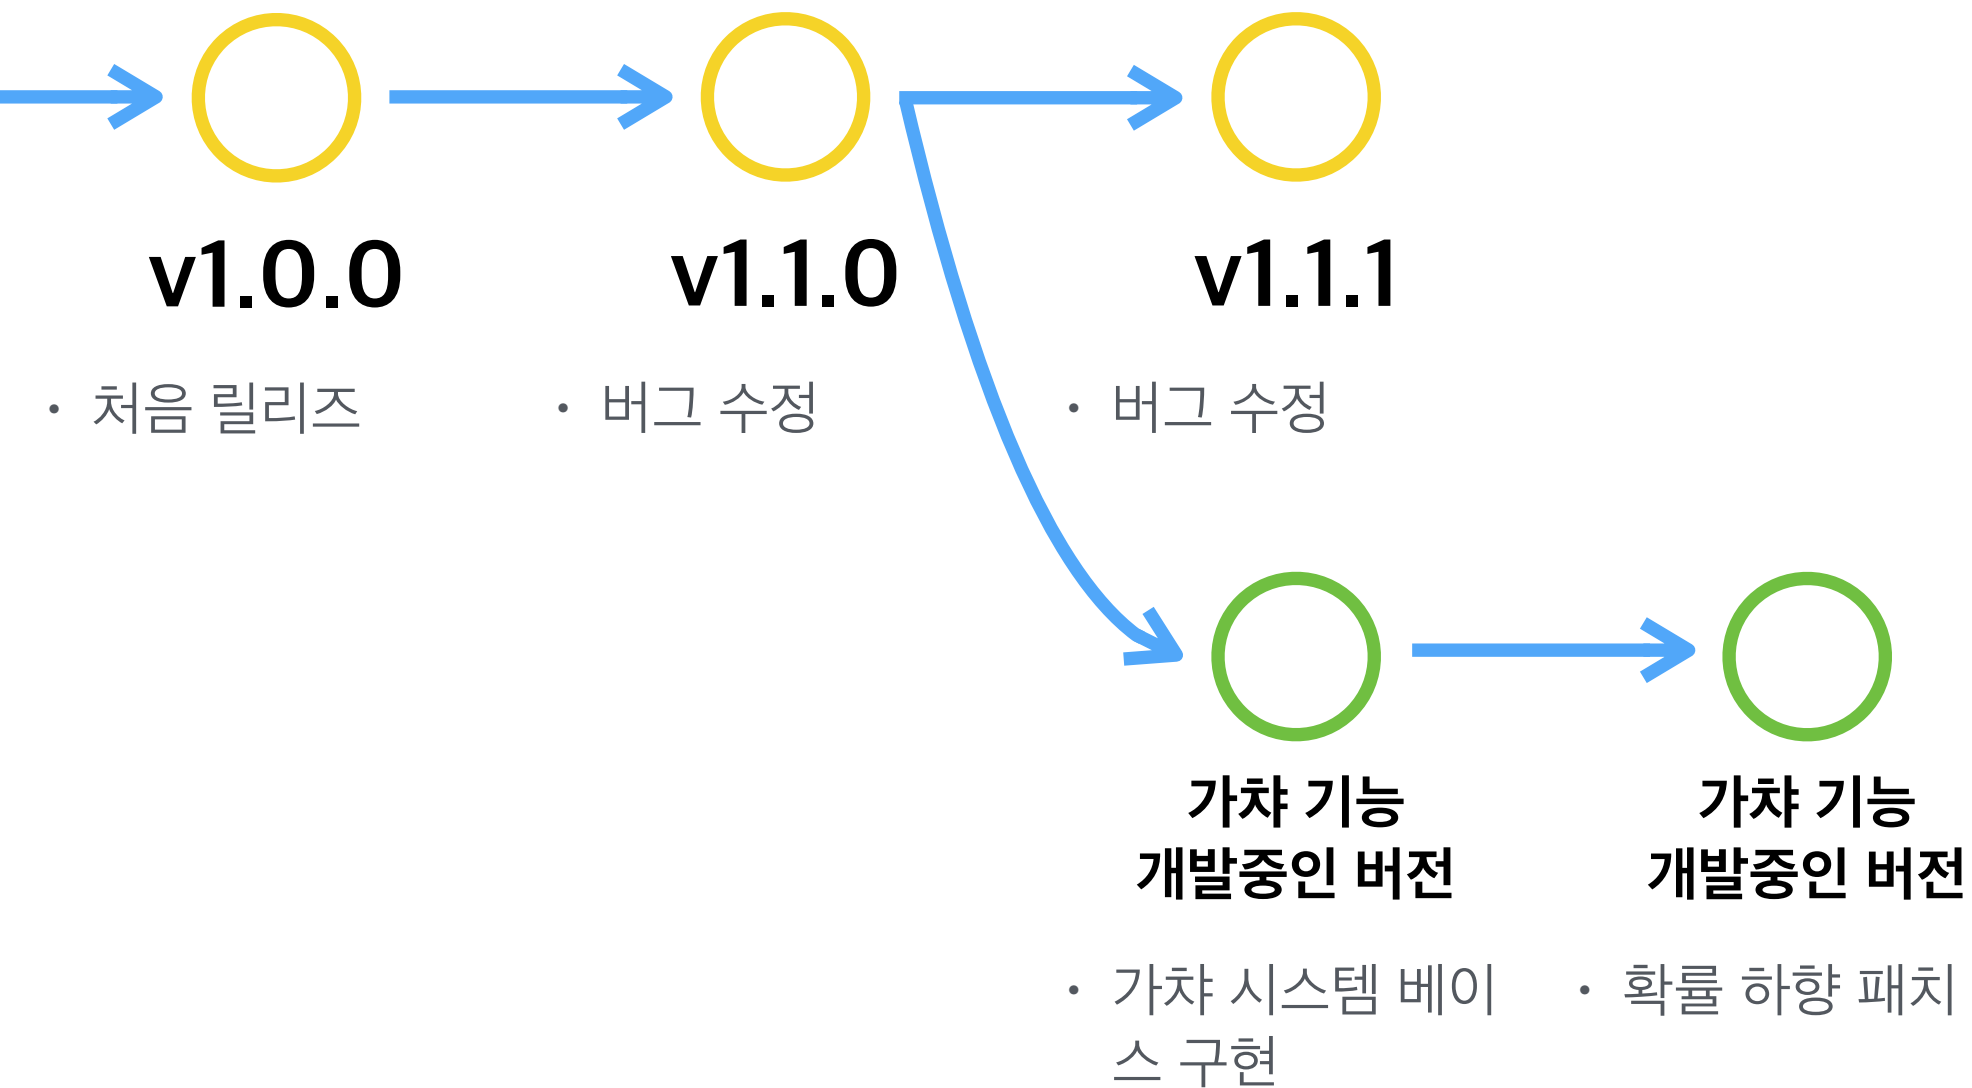 v1.0.0
v1.1.0
v1.1.1
• 처음 릴리즈
• 버그 수정
• 버그 수정
가챠 기능
개발중인 버전
가챠 기능
개발중인 버전
• 가챠 시스템 베이
스 구현
• 확률 하향 패치